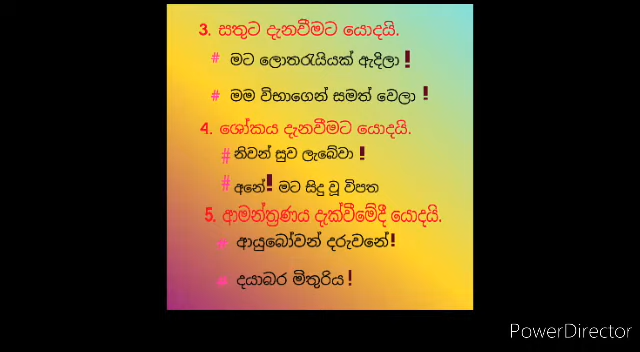 3. සතුට දැනවීමට යොදයි.
# මට ලොතරැයියක් ඇදිලා !
# මම විභාගෙන් සමත් වෙලා !
4. ශෝකය දැනවීමට යොදයි.
# නිවන් සුව ලැබේවා !
# අනේ! මට සිදු වූ විපත
5. ආමන්ත්‍රණය දැක්වීමේදී යොදයි.
# ආයුබෝවන් දරුවනේ!
# දයාබර මිතුරිය !
PowerDirector